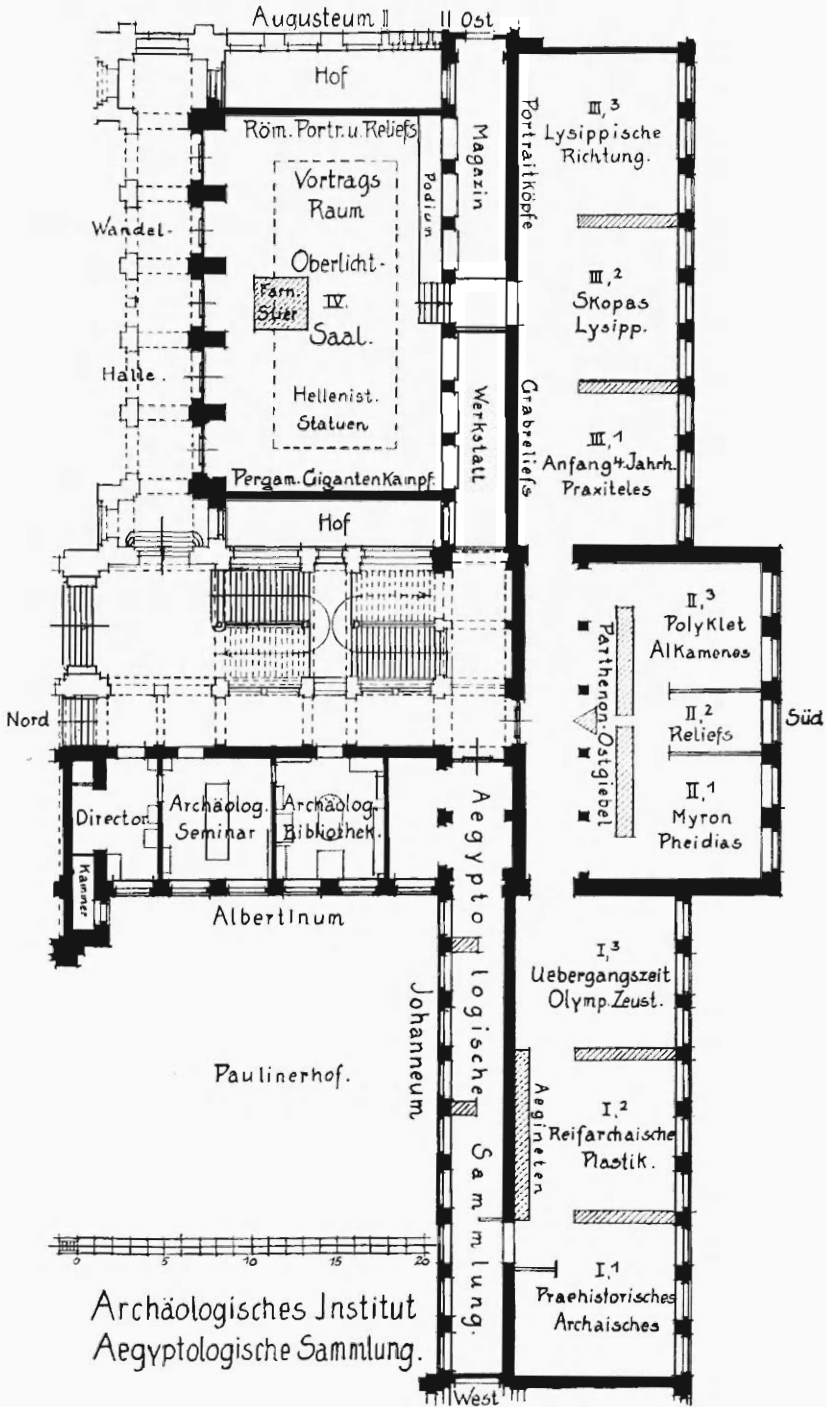 Augusteum II
II Ost
Hof
Röm. Portr. u. Reliefs
Vortrags
Raum
Oberlicht-
IV.
Saal.
Farn.
Stier
Hellenist.
Statuen
Pergam. Gigantenkampf.
Podium
Hof
Wandel-
Halle.
Magazin
Werkstatt
Portraitköpfe
Grabreliefs
III,3
Lysippische
Richtung.
III,2
Skopas
Lysipp.
III,1
Anfang 4. Jahrh.
Praxiteles
II,3
Polyklet
Alkamenes
II,2
Reliefs
II,1
Myron
Pheidias
Parthenon-Ostgiebel
Nord
Süd
Director
Kammer
Archäolog.
Seminar
Archäolog.
Bibliothek.
Albertinum
Johanneum
Paulinerhof.
Aegyptologische Sammlung.
I,3
Uebergangszeit
Olymp. Zeust.
Aegineten
I,2
Reifarchaische
Plastik.
I,1
Praehistorisches
Archaisches
0 5 10 15 20
Archäologisches Institut
Aegyptologische Sammlung.
West